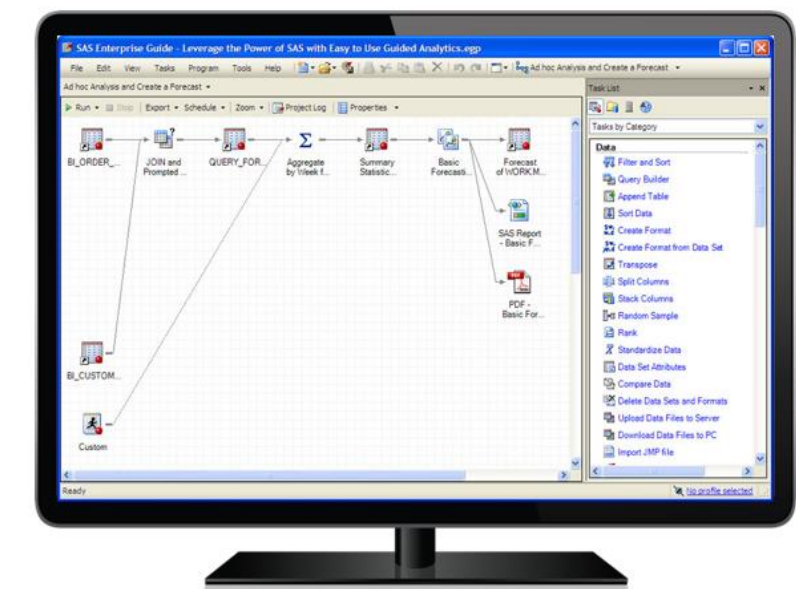 SAS Enterprise Guide - Leverage the Power of SAS with Easy to Use Guided Analytics.egp
File Edit View Tasks Program Tools Help Ad hoc Analysis and Create a Forecast
Ad hoc Analysis and Create a Forecast
Run Stop Export Schedule Zoom Project Log Properties
BI_ORDER_...
JOIN and
Prompted ...
QUERY_FOR...
Aggregate
by Week f...
Summary
Statistic...
Basic
Forecasti...
Forecast
of WORK.M...
SAS Report
- Basic F...
PDF -
Basic For...
BI_CUSTOM...
Custom
Task List
Tasks by Category
Data
Filter and Sort
Query Builder
Append Table
Sort Data
Create Format
Create Format from Data Set
Transpose
Split Columns
Stack Columns
Random Sample
Rank
Standardize Data
Data Set Attributes
Compare Data
Delete Data Sets and Formats
Upload Data Files to Server
Download Data Files to PC
Import JMP file
Ready
No profile selected